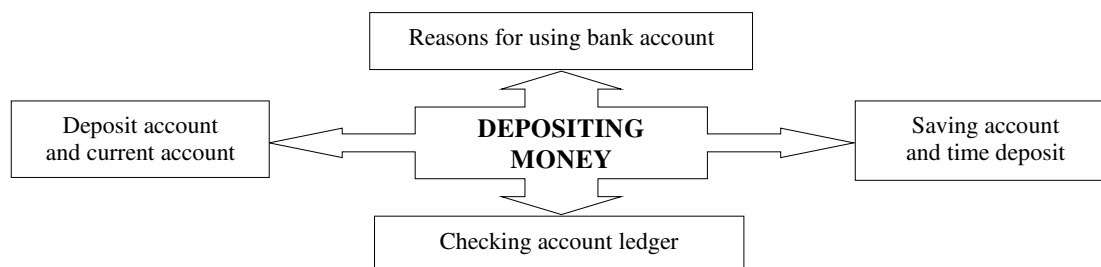 Reasons for using bank account
Deposit account
and current account
DEPOSITING
MONEY
Saving account
and time deposit
Checking account ledger